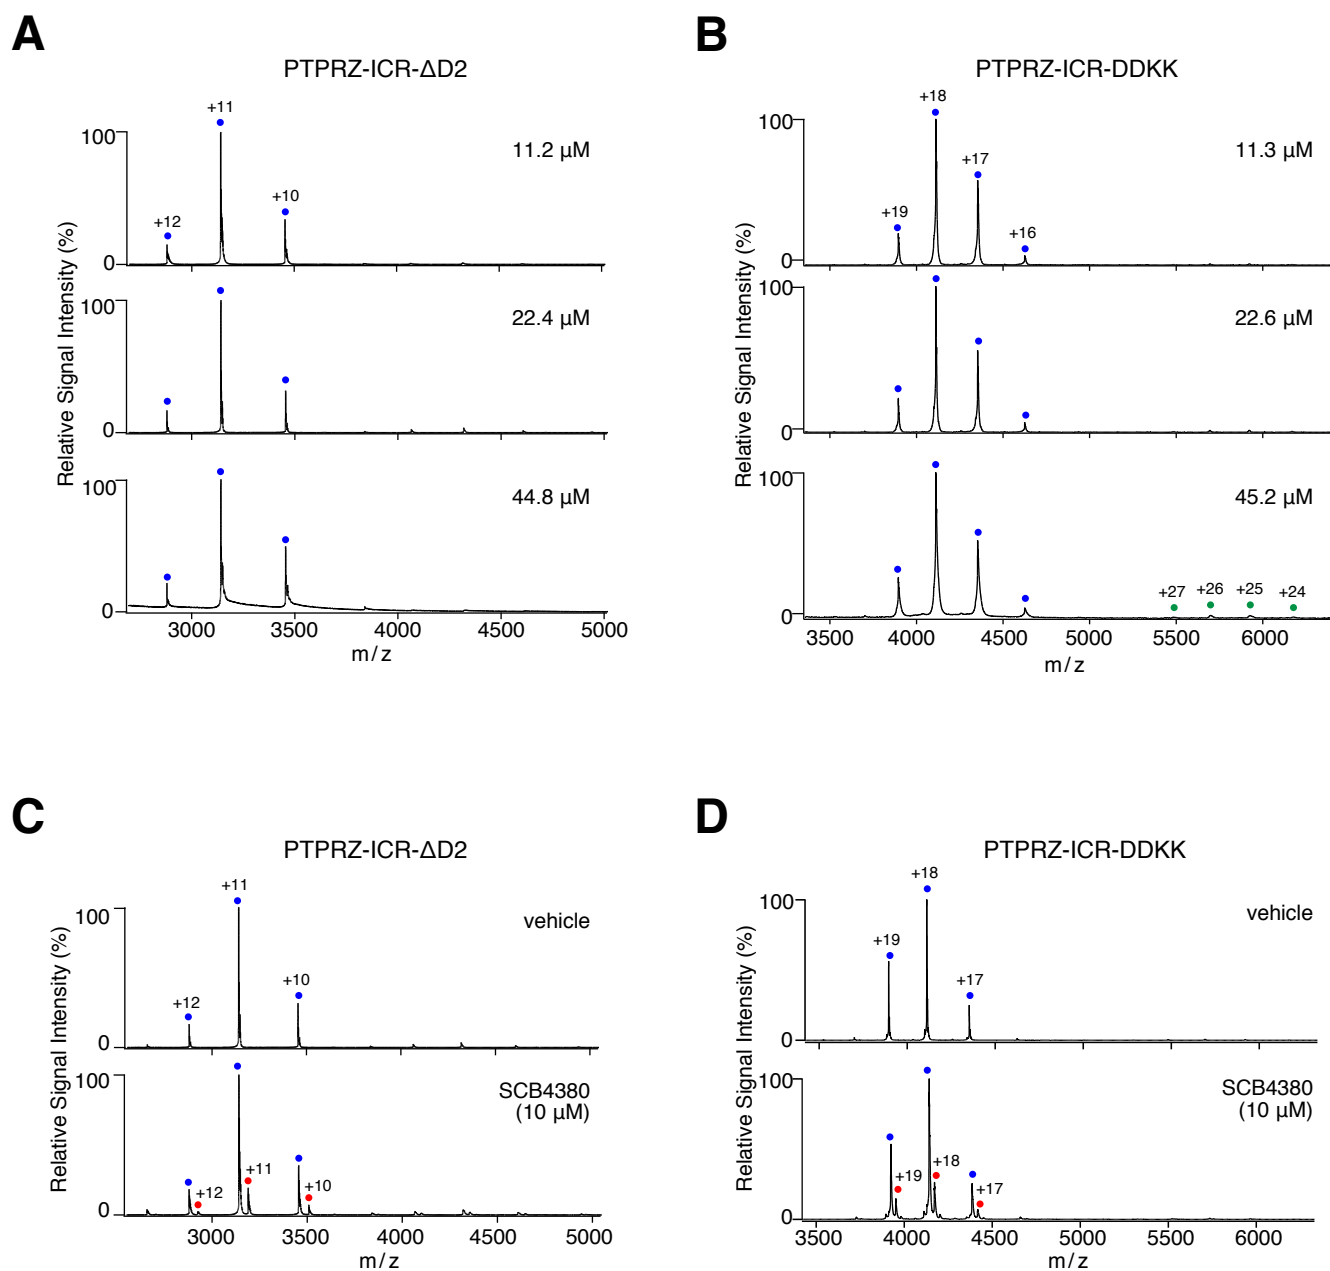 A
PTPRZ-ICR-ΔD2
Relative Signal Intensity (%)
+11
100
11.2 µM
+10
+12
0
100
22.4 µM
0
100
44.8 µM
0
3000 3500 4000 4500 5000
m/z
B
PTPRZ-ICR-DDKK
Relative Signal Intensity (%)
+18
100
11.3 µM
+17
+19
+16
0
100
22.6 µM
0
100
45.2 µM
+27 +26 +25 +24
0
3500 4000 4500 5000 5500 6000
m/z
C
PTPRZ-ICR-ΔD2
Relative Signal Intensity (%)
+11
100
vehicle
+10
+12
0
100
SCB4380
(10 µM)
+11
+12 +10
0
3000 3500 4000 4500 5000
m/z
D
PTPRZ-ICR-DDKK
Relative Signal Intensity (%)
+18
100
vehicle
+19
+17
0
100
SCB4380
(10 µM)
+19 +18
+17
0
3500 4000 4500 5000 5500 6000
m/z